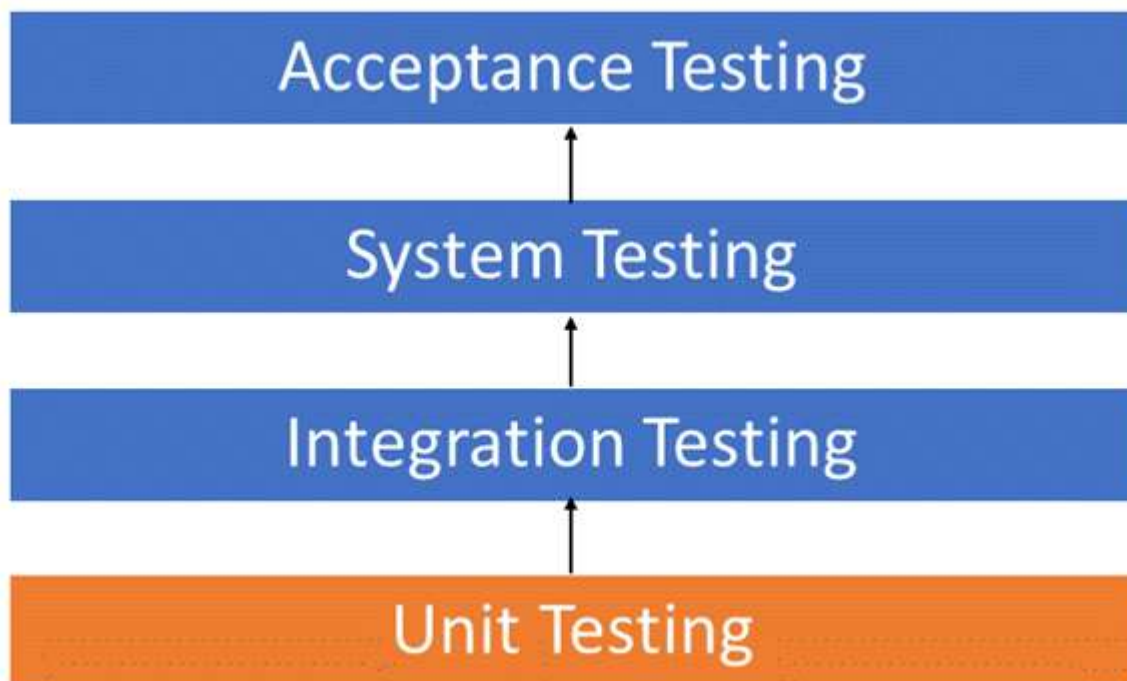 Acceptance Testing
System Testing
Integration Testing
Unit Testing